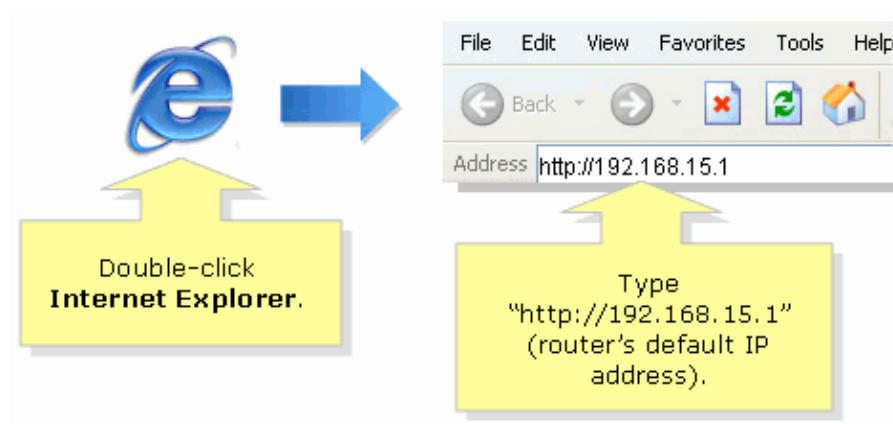 File Edit View Favorites Tools Help
Back
Address http://192.168.15.1
Double-click
Internet Explorer.
Type
“http://192.168.15.1”
(router’s default IP
address).